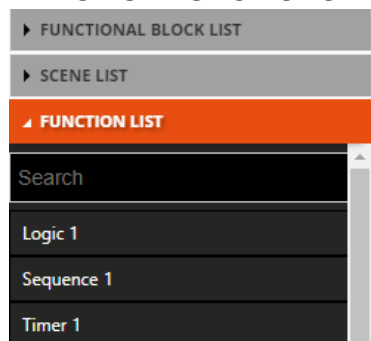 FUNCTIONAL BLOCK LIST
SCENE LIST
FUNCTION LIST
Search
Logic 1
Sequence 1
Timer 1